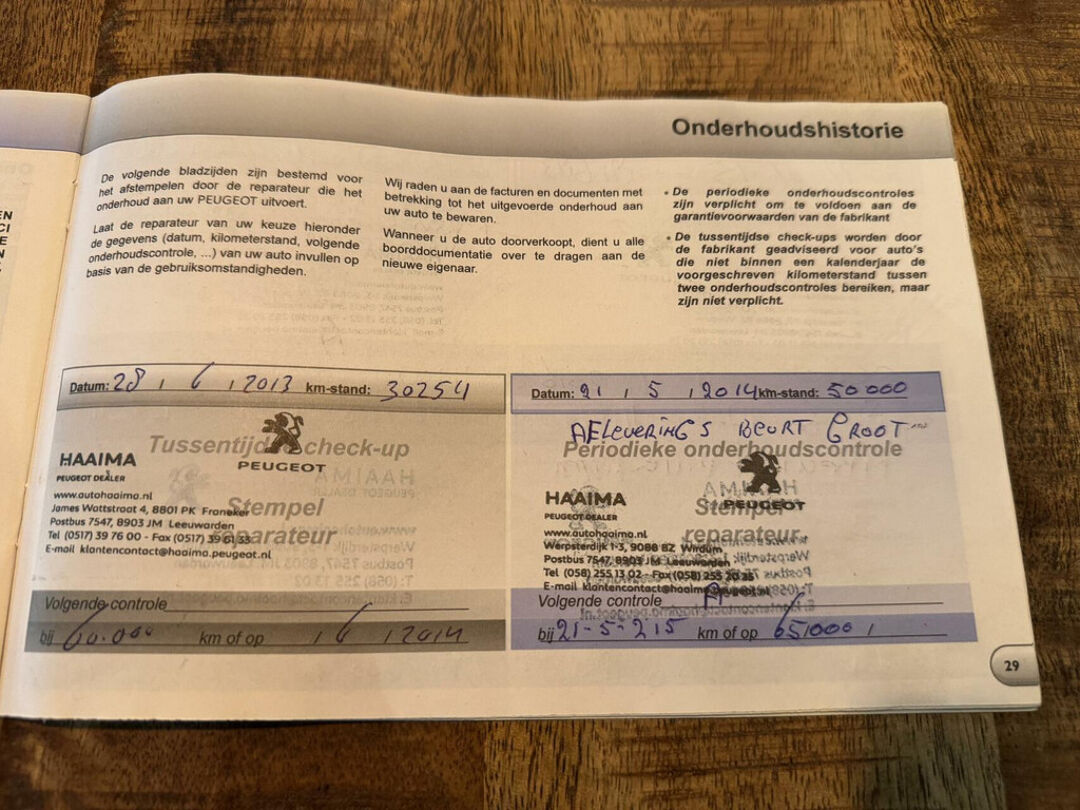 Onderhoudshistorie
De volgende bladzijden zijn bestemd voor
het afstempelen door de reparateur die het
onderhoud aan uw PEUGEOT uitvoert.
Laat de reparateur van uw keuze hieronder
de gegevens (datum, kilometerstand, volgende
onderhoudscontrole, ...) van uw auto invullen op
basis van de gebruiksomstandigheden.
Wij raden u aan de facturen en documenten met
betrekking tot het uitgevoerde onderhoud aan
uw auto te bewaren.
Wanneer u de auto doorverkoopt, dient u alle
boorddocumentatie over te dragen aan de
nieuwe eigenaar.
• De periodieke onderhoudscontroles
zijn verplicht om te voldoen aan de
garantievoorwaarden van de fabrikant
• De tussentijdse check-ups worden door
de fabrikant geadviseerd voor auto's
die niet binnen een kalenderjaar de
voorgeschreven kilometerstand tussen
twee onderhoudscontroles bereiken, maar
zijn niet verplicht.
Datum: 28 / 6 / 2013 km-stand: 30254
Tussentijdse check-up
PEUGEOT
HAAIMA
PEUGEOT DEALER
www.autohaaima.nl
James Wattstraat 4, 8801 PK Franeker
Postbus 7547, 8903 JM Leeuwarden
Tel (0517) 39 76 00 - Fax (0517) 39 61 33
E-mail klantencontact@haaima.peugeot.nl
Stempel
reparateur
Volgende controle
bij 60.000 km of op / 6 / 2014
Datum: 21 / 5 / 2014 km-stand: 50 000
AFLEVERINGS BEURT GROOT
Periodieke onderhoudscontrole
PEUGEOT
HAAIMA
PEUGEOT DEALER
www.autohaaima.nl
Werpsterdijk 1-3, 9088 BZ Wirdum
Postbus 7547, 8903 JM Leeuwarden
Tel (058) 255 13 02 - Fax (058) 255 20 35
E-mail klantencontact@haaima.peugeot.nl
Stempel
reparateur
Volgende controle
bij 21-5-215 km of op 65/000 /
29